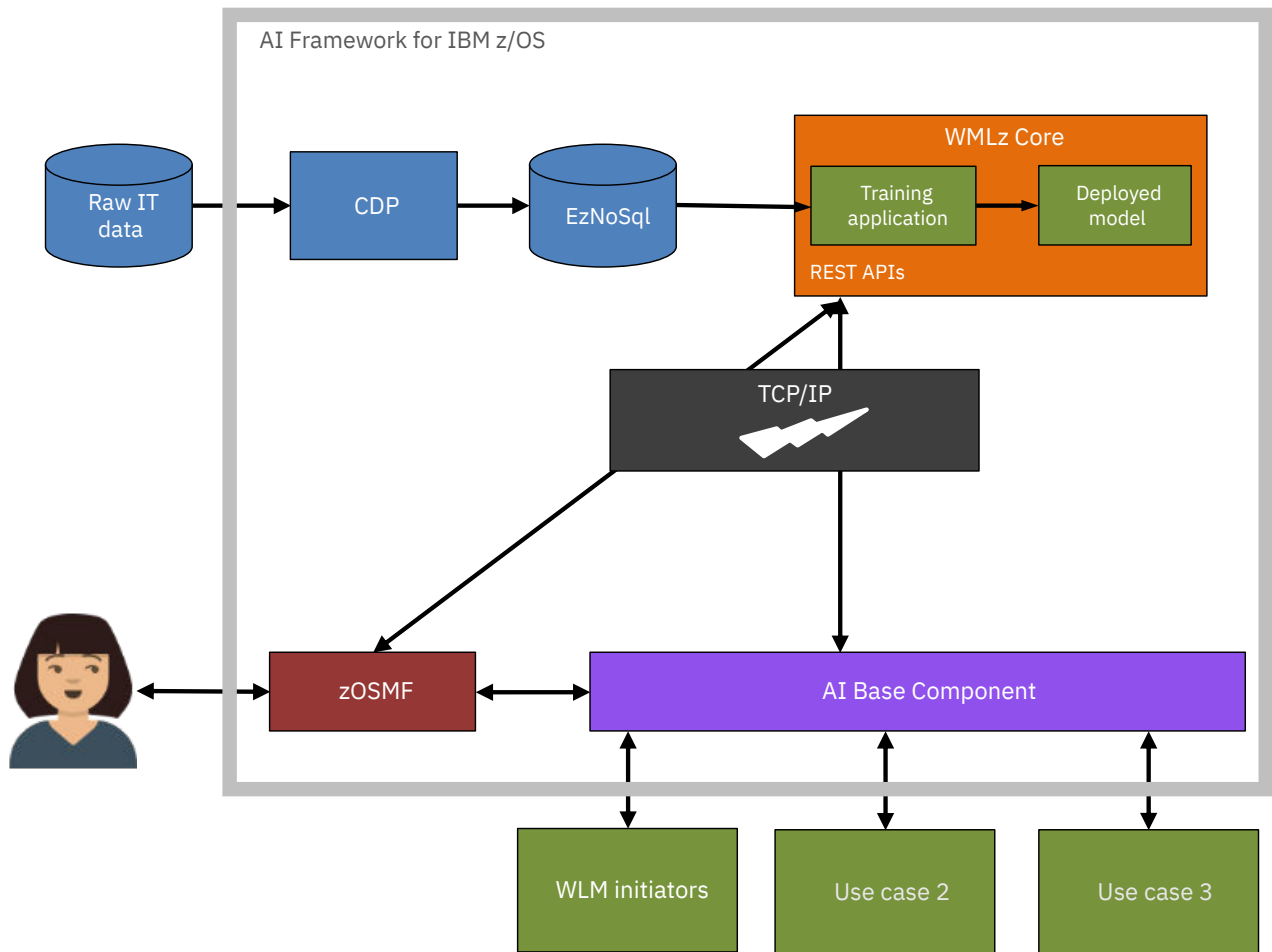 AI Framework for IBM z/OS
Raw IT
data
CDP
EzNoSql
WMLz Core
Training
application
Deployed
model
REST APIs
TCP/IP
zOSMF
AI Base Component
WLM initiators
Use case 2
Use case 3